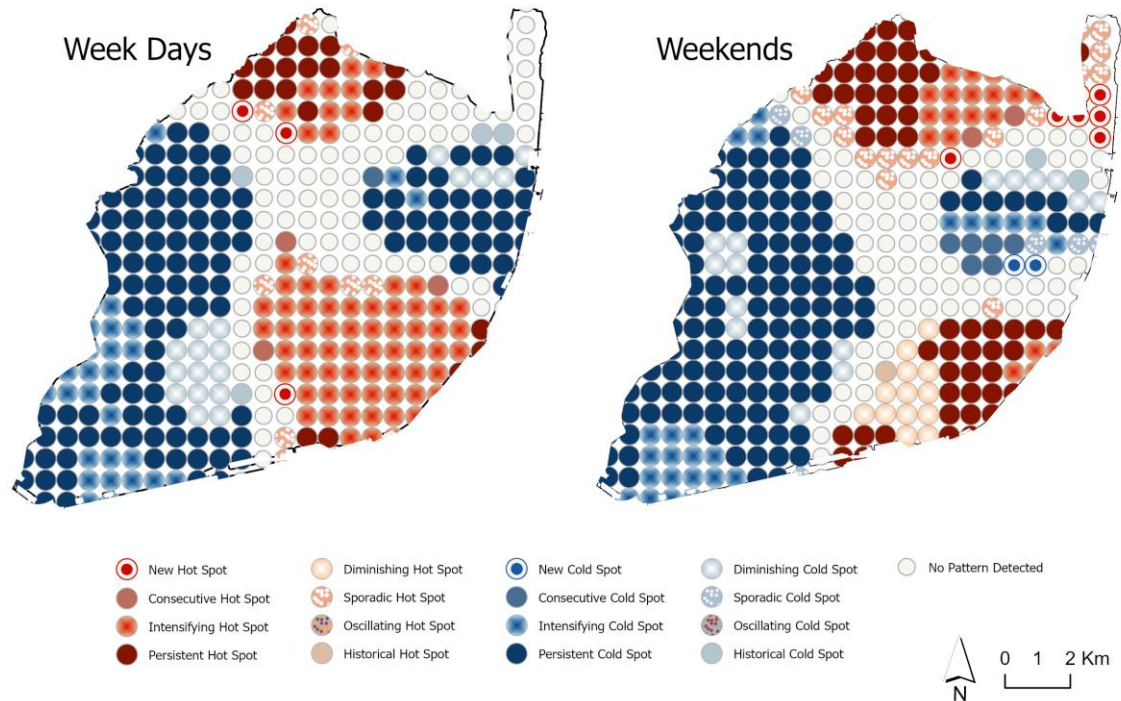 Week Days
Weekends
New Hot Spot
Diminishing Hot Spot
New Cold Spot
Diminishing Cold Spot
No Pattern Detected
Consecutive Hot Spot
Sporadic Hot Spot
Consecutive Cold Spot
Sporadic Cold Spot
Intensifying Hot Spot
Oscillating Hot Spot
Intensifying Cold Spot
Oscillating Cold Spot
Persistent Hot Spot
Historical Hot Spot
Persistent Cold Spot
Historical Cold Spot
0 1 2 Km
N